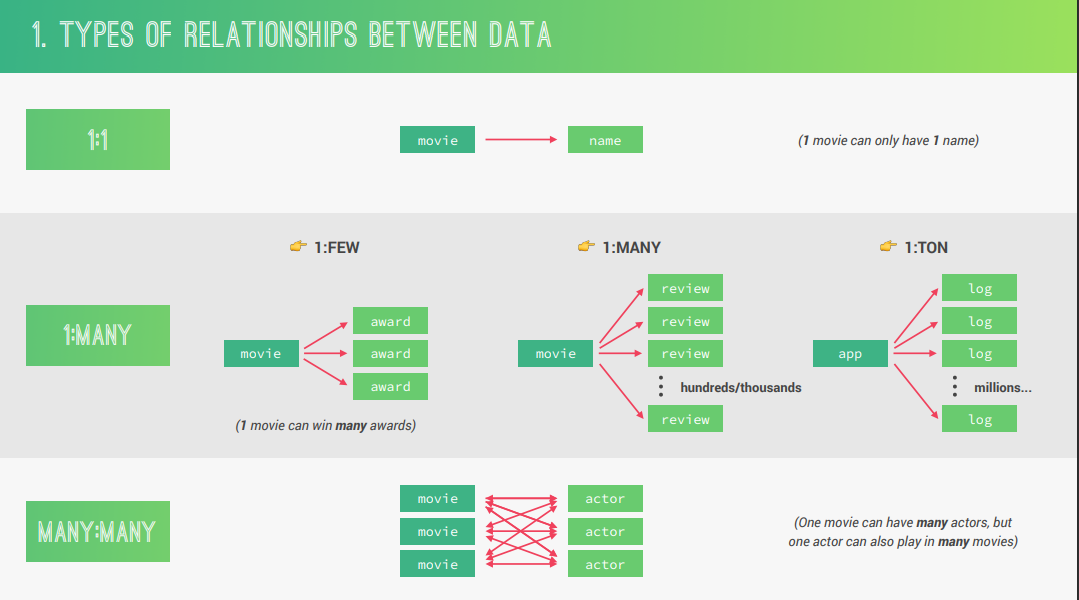 1. TYPES OF RELATIONSHIPS BETWEEN DATA
1:1
movie
name
(1 movie can only have 1 name)
1:MANY
👉 1:FEW
movie
award
award
award
(1 movie can win many awards)
👉 1:MANY
movie
review
review
review
hundreds/thousands
review
👉 1:TON
app
log
log
log
millions...
log
MANY:MANY
movie
movie
movie
actor
actor
actor
(One movie can have many actors, but
one actor can also play in many movies)